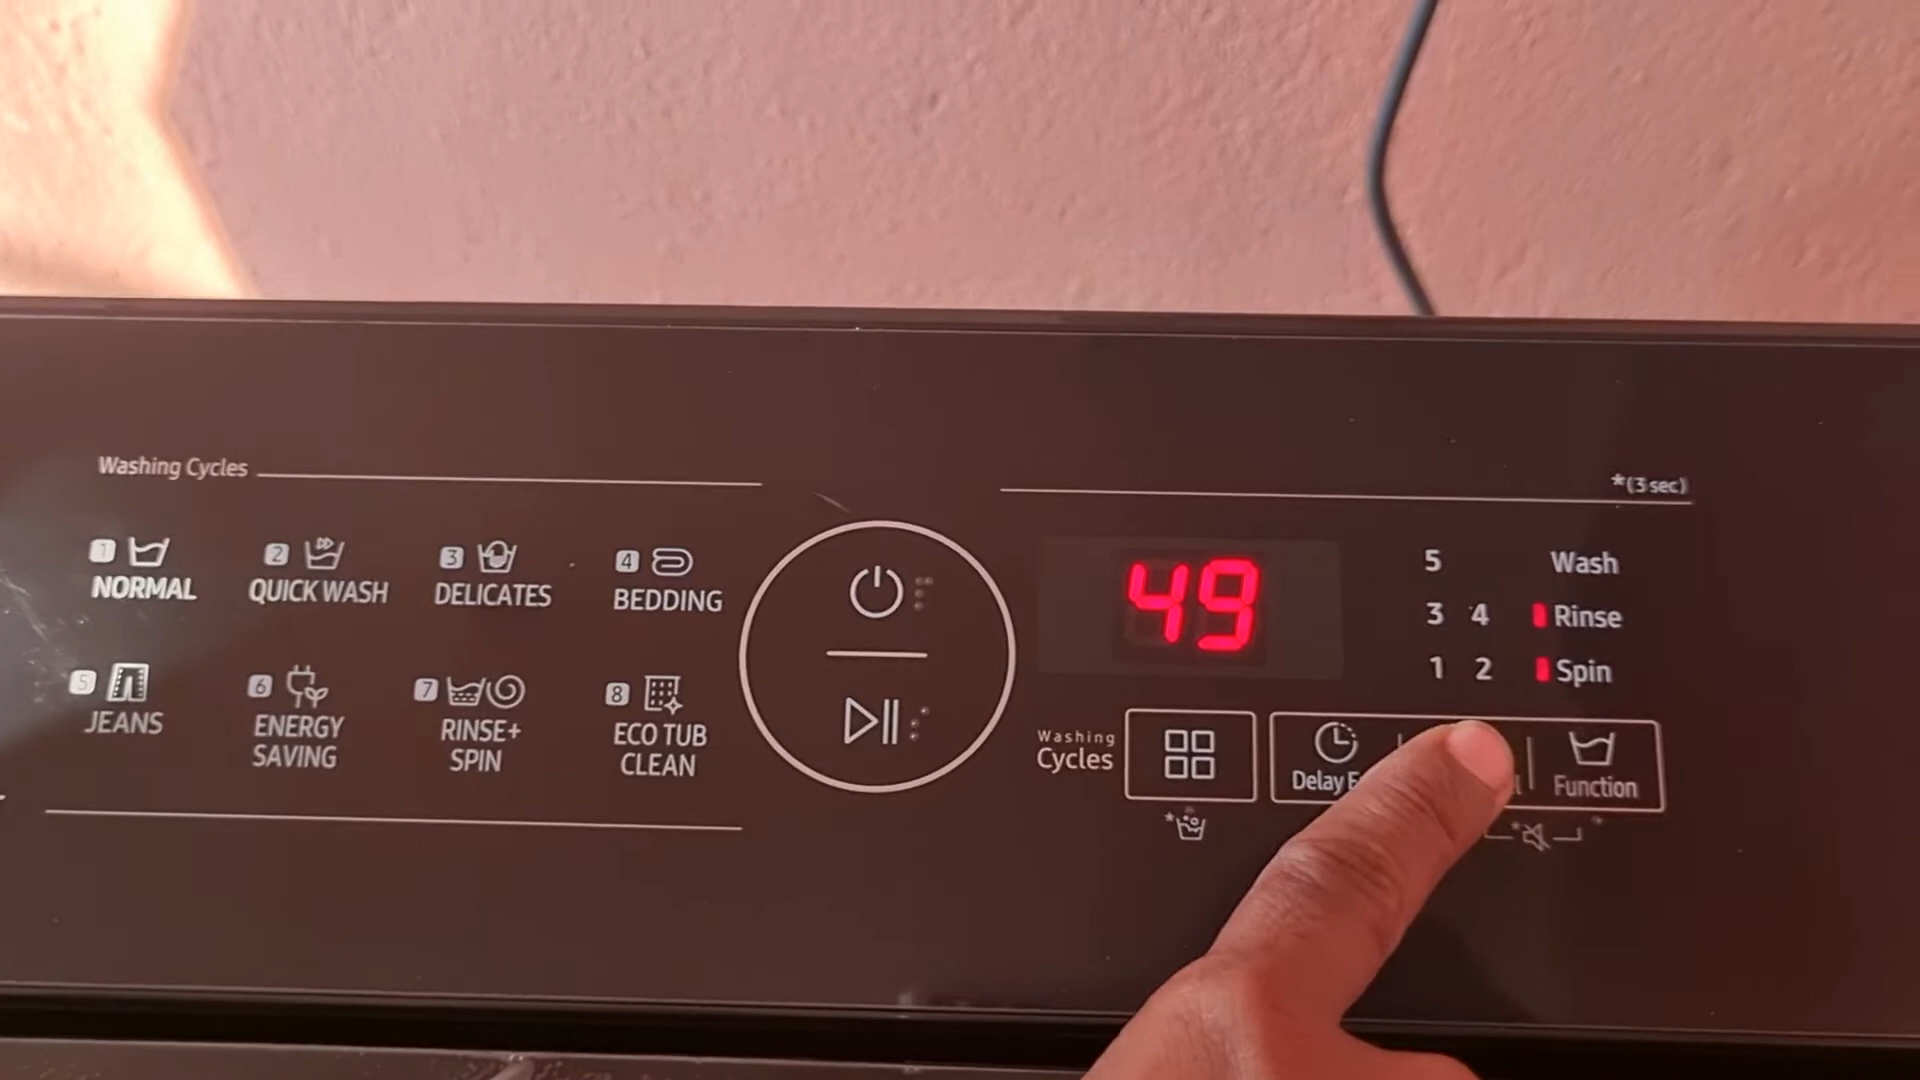 Washing Cycles
*(3 sec)
1 NORMAL
2 QUICK WASH
3 DELICATES
4 BEDDING
5 JEANS
6 ENERGY
SAVING
7 RINSE+
SPIN
8 ECO TUB
CLEAN
49
5 Wash
3 4 Rinse
1 2 Spin
Washing
Cycles
Delay
Function